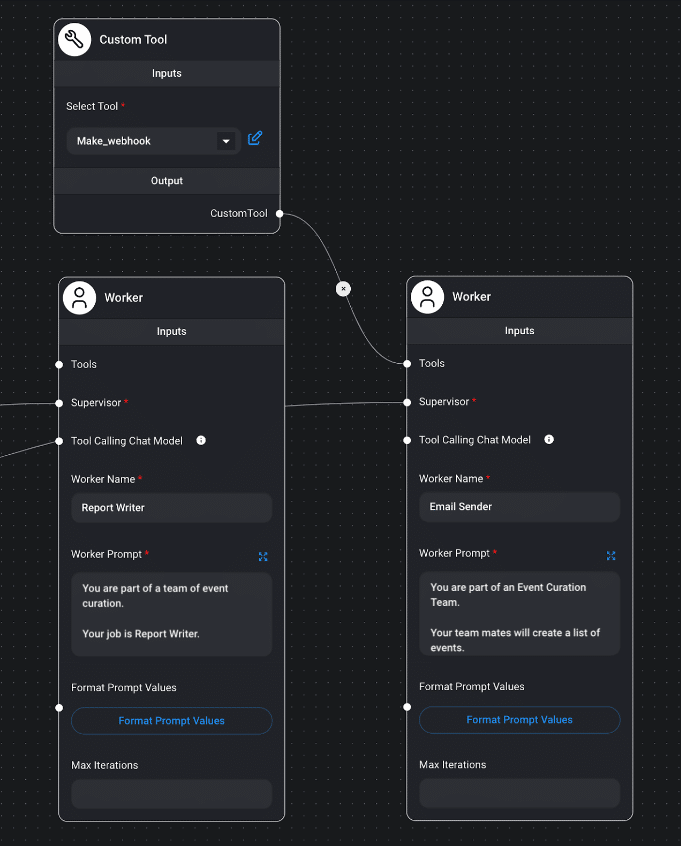 Custom Tool
Inputs
Select Tool *
Make_webhook
Output
CustomTool
Worker
Inputs
Tools
Supervisor *
Tool Calling Chat Model
Worker Name *
Report Writer
Worker Prompt *
You are part of a team of event
curation.
Your job is Report Writer.
Format Prompt Values
Format Prompt Values
Max Iterations
Worker
Inputs
Tools
Supervisor *
Tool Calling Chat Model
Worker Name *
Email Sender
Worker Prompt *
You are part of an Event Curation
Team.
Your team mates will create a list of
events.
Format Prompt Values
Format Prompt Values
Max Iterations